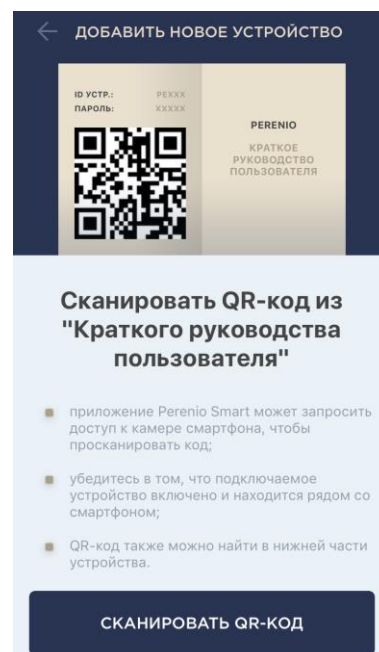 ДОБАВИТЬ НОВОЕ УСТРОЙСТВО
ID УСТР.: PEXXX
ПАРОЛЬ: XXXXX
PERENIO
КРАТКОЕ
РУКОВОДСТВО
ПОЛЬЗОВАТЕЛЯ
Сканировать QR-код из
"Краткого руководства
пользователя"
приложение Perenio Smart может запросить
доступ к камере смартфона, чтобы
просканировать код;
убедитесь в том, что подключаемое
устройство включено и находится рядом со
смартфоном;
QR-код также можно найти в нижней части
устройства.
СКАНИРОВАТЬ QR-КОД